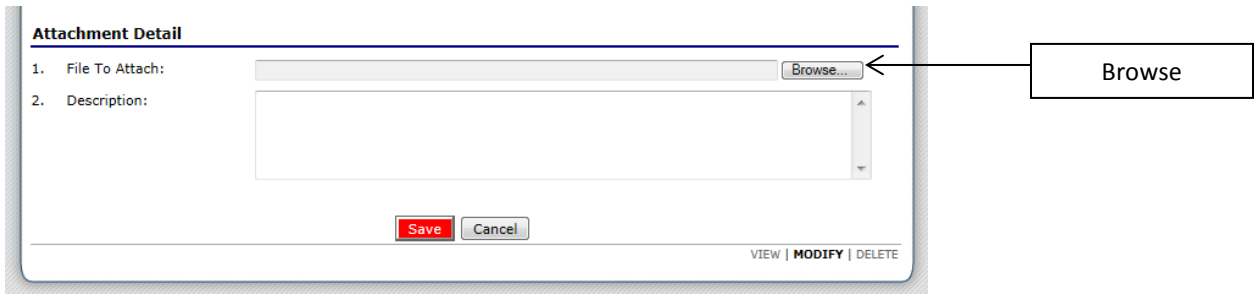 Attachment Detail
1. File To Attach: Browse... Browse
2. Description:
Save Cancel
VIEW | MODIFY | DELETE